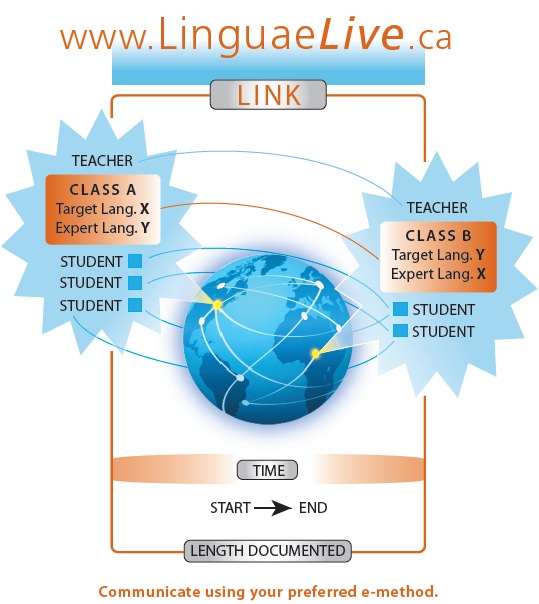 www.LinguaeLive.ca
LINK
TEACHER
CLASS A
Target Lang. X
Expert Lang. Y
STUDENT
STUDENT
STUDENT
TEACHER
CLASS B
Target Lang. Y
Expert Lang. X
STUDENT
STUDENT
TIME
START END
LENGTH DOCUMENTED
Communicate using your preferred e-method.